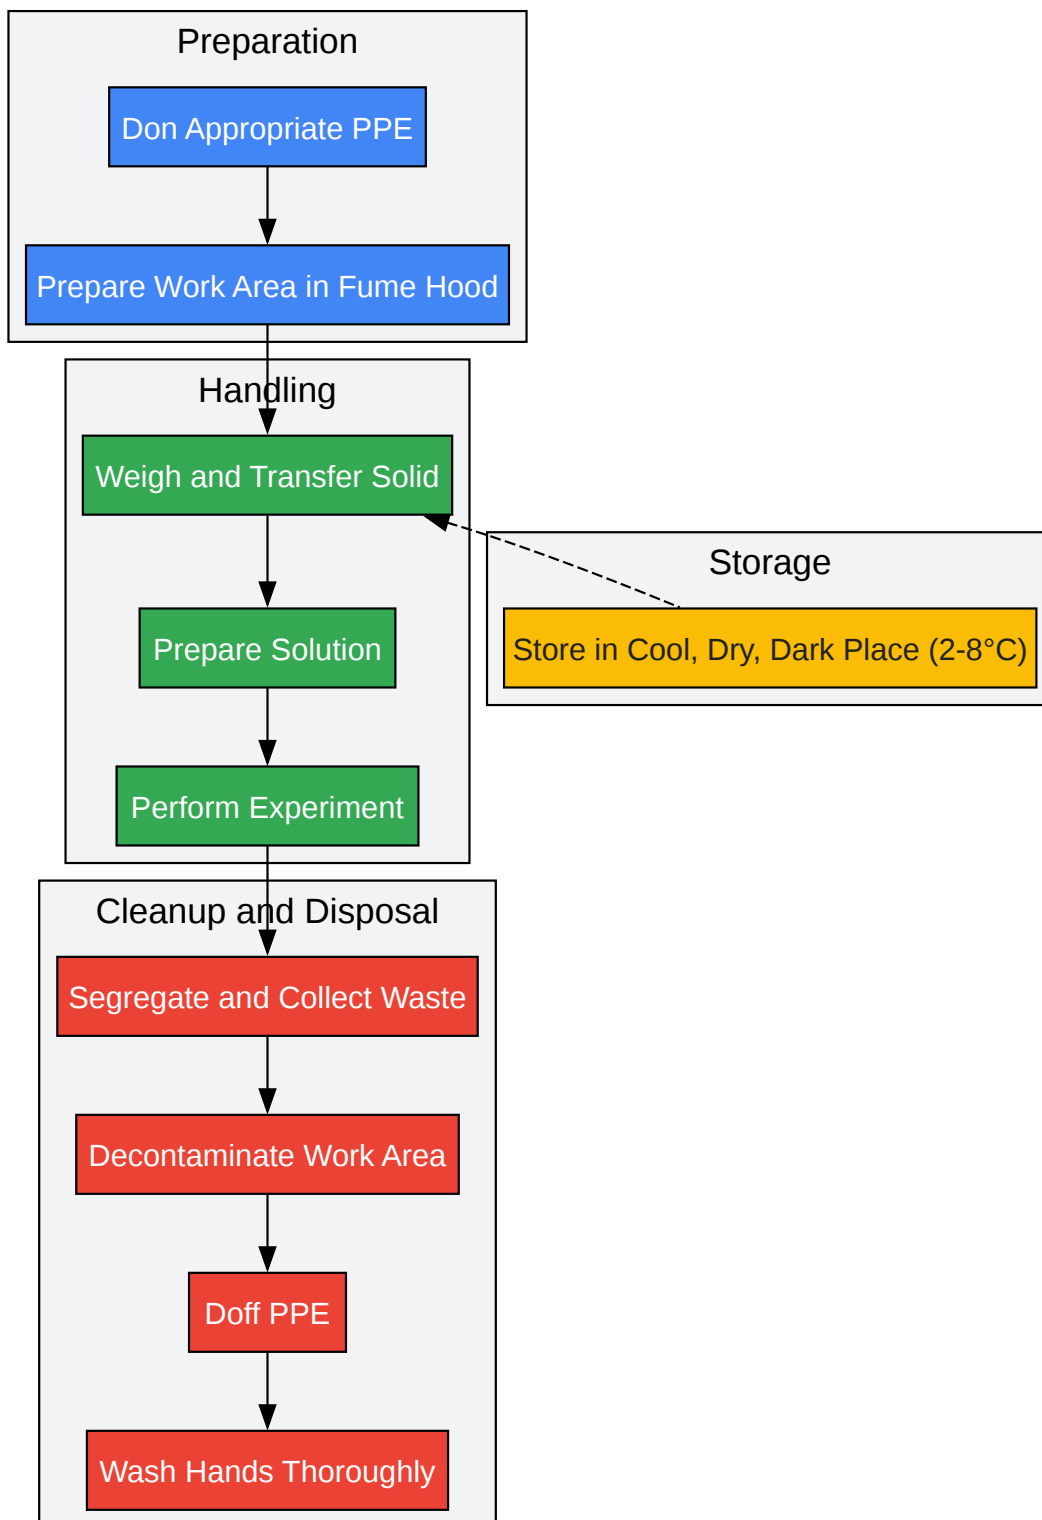 Preparation
Don Appropriate PPE
Prepare Work Area in Fume Hood
Handling
Weigh and Transfer Solid
Storage
Store in Cool, Dry, Dark Place (2-8°C)
Prepare Solution
Perform Experiment
Cleanup and Disposal
Segregate and Collect Waste
Decontaminate Work Area
Doff PPE
Wash Hands Thoroughly